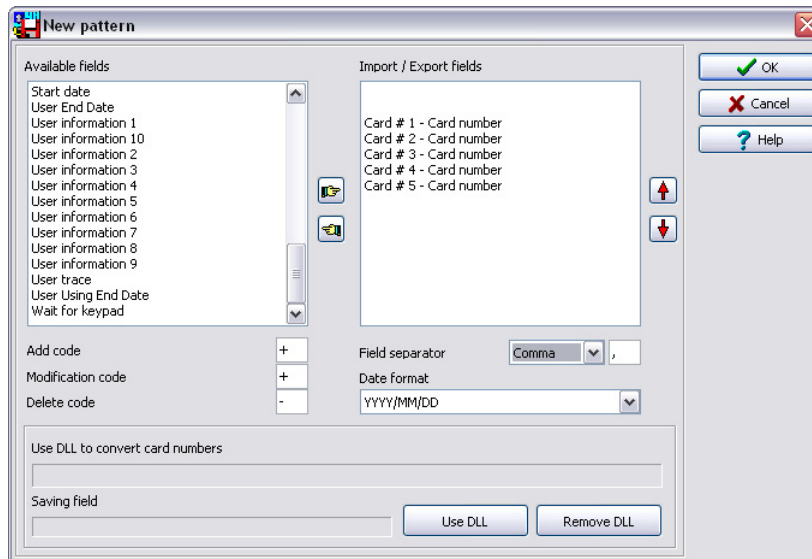 New pattern
Available fields
Start date
User End Date
User information 1
User information 10
User information 2
User information 3
User information 4
User information 5
User information 6
User information 7
User information 8
User information 9
User trace
User Using End Date
Wait for keypad
Import / Export fields
Card # 1 - Card number
Card # 2 - Card number
Card # 3 - Card number
Card # 4 - Card number
Card # 5 - Card number
OK
Cancel
? Help
Add code +
Modification code +
Delete code -
Field separator Comma ,
Date format
YYYY/MM/DD
Use DLL to convert card numbers
Saving field
Use DLL
Remove DLL